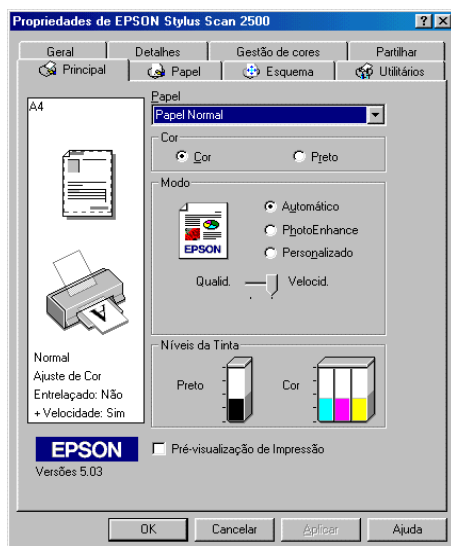 Propriedades de EPSON Stylus Scan 2500
Geral Detalhes Gestão de cores Partilhar
Principal Papel Esquema Utilitários
A4
Papel
Papel Normal
Cor
Cor Preto
Modo
EPSON
Automático
PhotoEnhance
Personalizado
Qualid. Velocid.
A
Normal
Ajuste de Cor
Entrelaçado: Não
+ Velocidade: Sim
Níveis da Tinta
Preto Cor
EPSON
Versões 5.03
Pré-visualização de Impressão
OK Cancelar Aplicar Ajuda